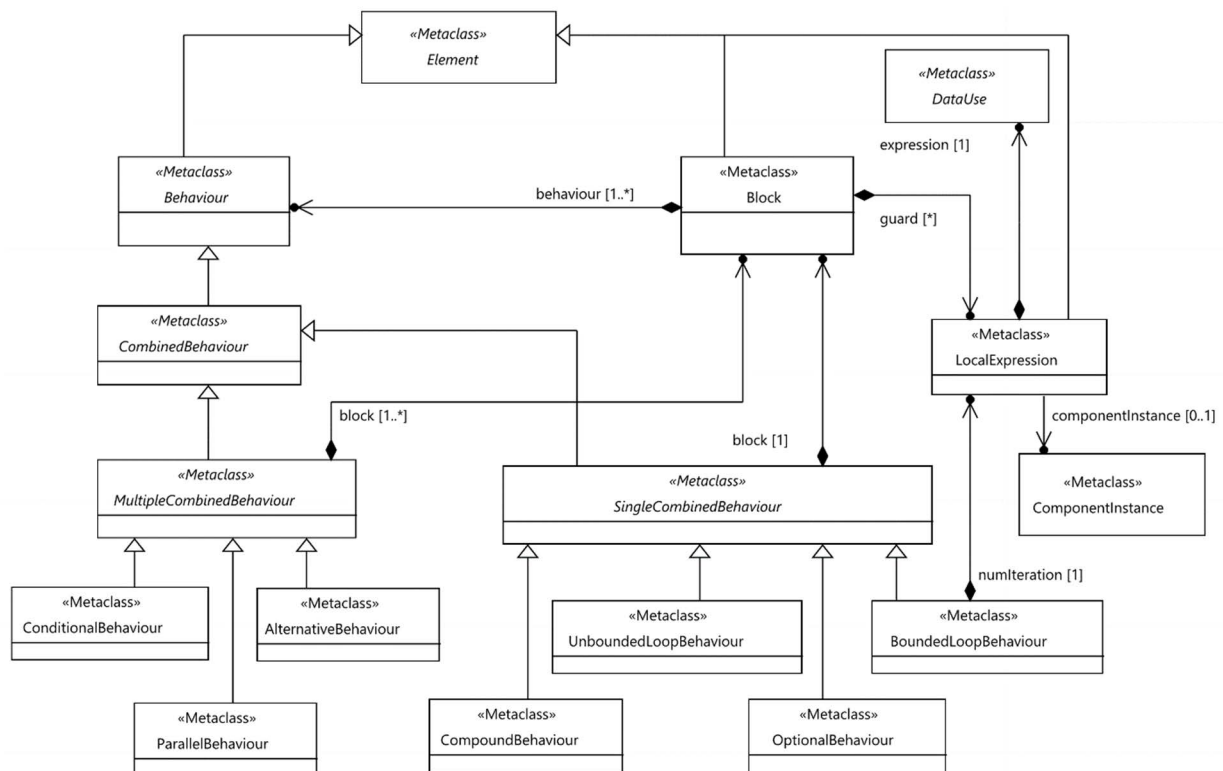 «Metaclass»
Element
«Metaclass»
DataUse
expression [1]
«Metaclass»
Behaviour
behaviour [1..*]
«Metaclass»
Block
guard [*]
«Metaclass»
CombinedBehaviour
«Metaclass»
LocalExpression
block [1..*]
block [1]
componentInstance [0..1]
«Metaclass»
MultipleCombinedBehaviour
«Metaclass»
SingleCombinedBehaviour
«Metaclass»
ComponentInstance
numIteration [1]
«Metaclass»
ConditionalBehaviour
«Metaclass»
AlternativeBehaviour
«Metaclass»
UnboundedLoopBehaviour
«Metaclass»
BoundedLoopBehaviour
«Metaclass»
ParallelBehaviour
«Metaclass»
CompoundBehaviour
«Metaclass»
OptionalBehaviour